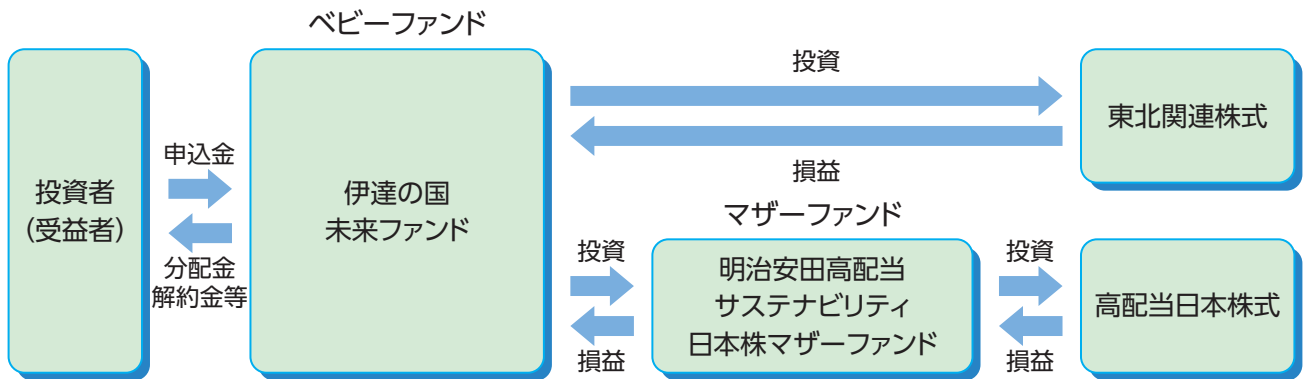 ベビーファンド
投資者
(受益者)
申込金
分配金
解約金等
伊達の国
未来ファンド
投資
損益
東北関連株式
マザーファンド
投資
損益
明治安田高配当
サステナビリティ
日本株マザーファンド
投資
損益
高配当日本株式